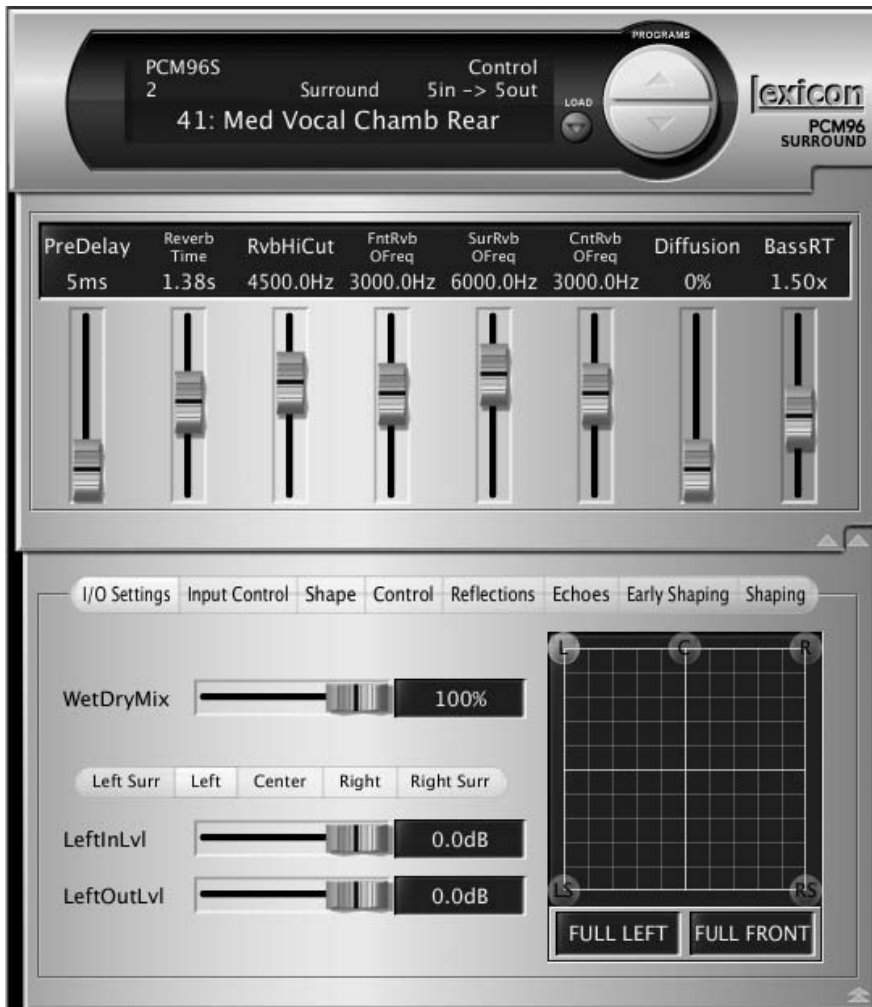 PROGRAMS
PCM96S Control
2 Surround 5in -> 5out
41: Med Vocal Chamb Rear
LOAD
lexicon
PCM96
SURROUND
PreDelay Reverb Time RvbHiCut FntRvb OFreq SurRvb OFreq CntRvb OFreq Diffusion BassRT
5ms 1.38s 4500.0Hz 3000.0Hz 6000.0Hz 3000.0Hz 0% 1.50x
I/O Settings Input Control Shape Control Reflections Echoes Early Shaping Shaping
L C R
WetDryMix 100%
Left Surr Left Center Right Right Surr
LeftInLvl 0.0dB
LeftOutLvl 0.0dB
LS RS
FULL LEFT FULL FRONT